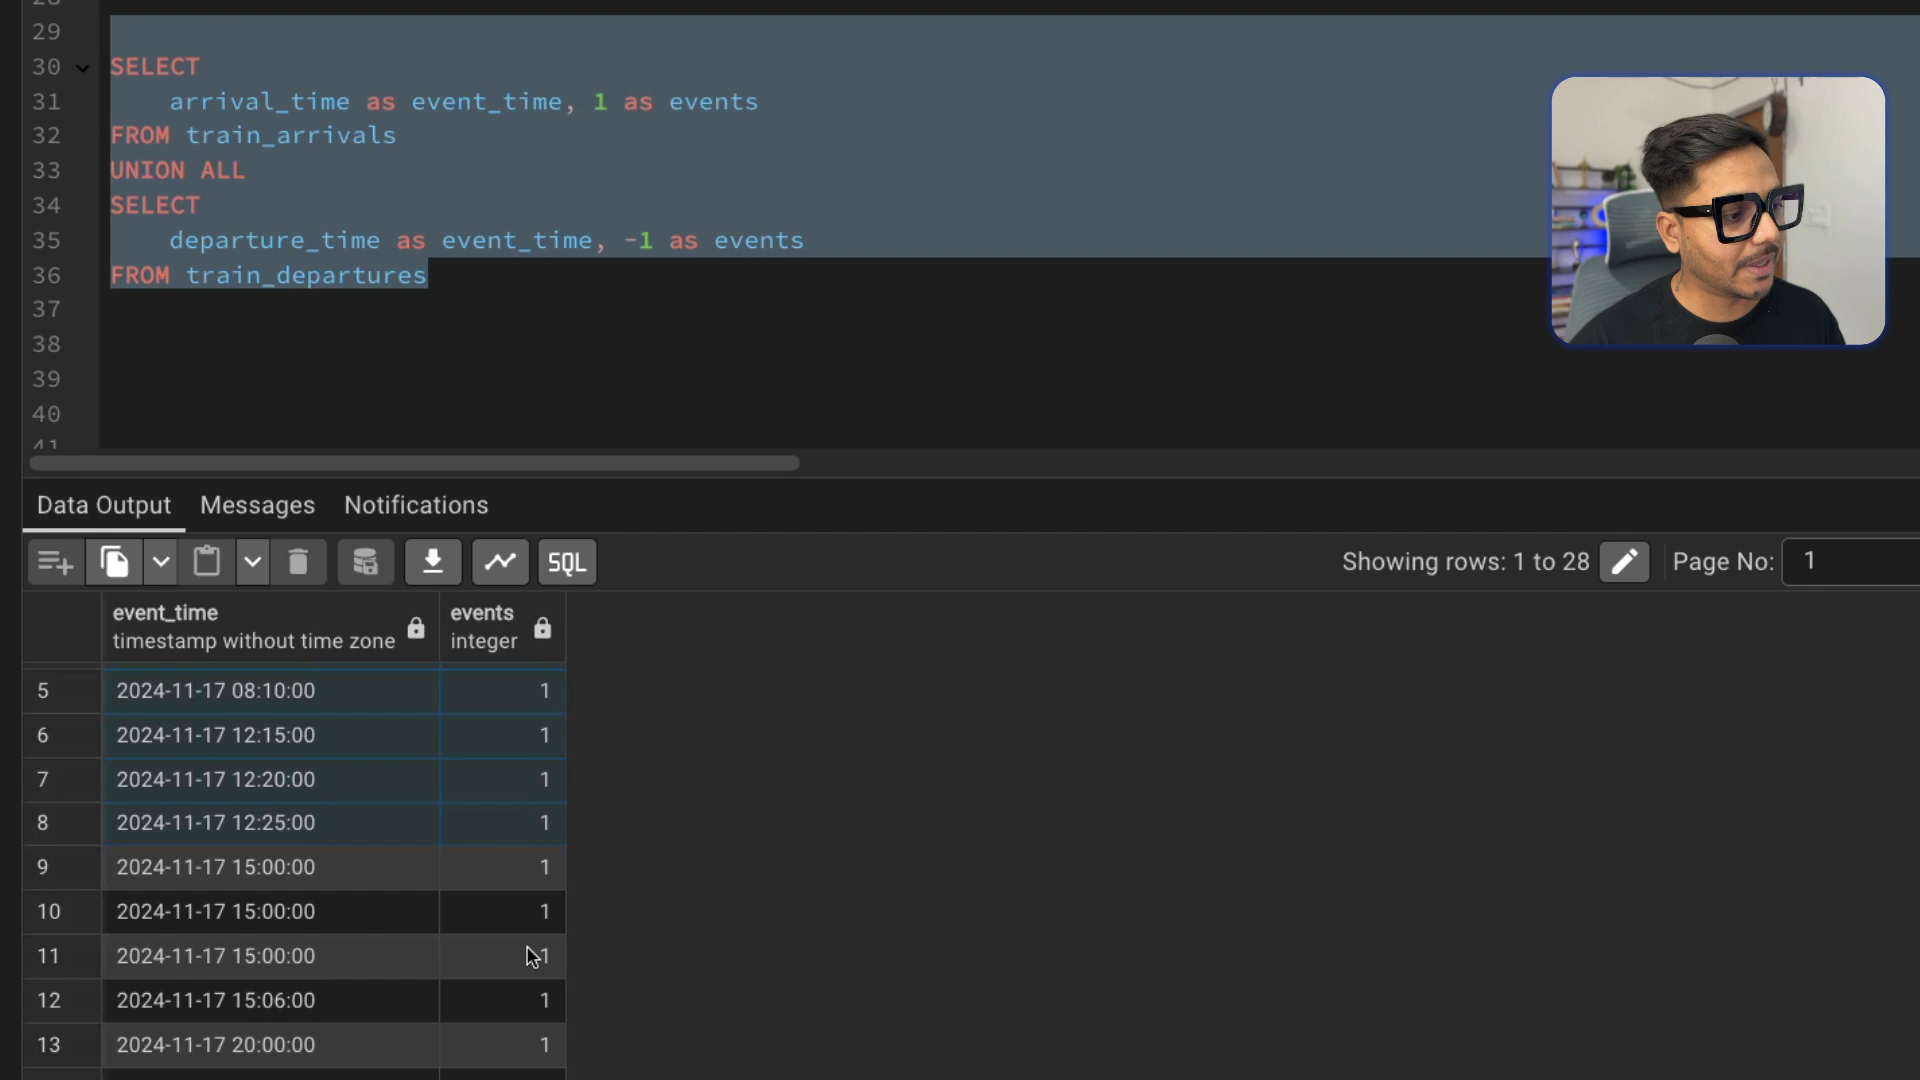 29
30 SELECT
31 arrival_time as event_time, 1 as events
32 FROM train_arrivals
33 UNION ALL
34 SELECT
35 departure_time as event_time, -1 as events
36 FROM train_departures
37
38
39
40
41
Data Output Messages Notifications
SQL Showing rows: 1 to 28 Page No: 1
event_time events
timestamp without time zone integer
5 2024-11-17 08:10:00 1
6 2024-11-17 12:15:00 1
7 2024-11-17 12:20:00 1
8 2024-11-17 12:25:00 1
9 2024-11-17 15:00:00 1
10 2024-11-17 15:00:00 1
11 2024-11-17 15:00:00 1
12 2024-11-17 15:06:00 1
13 2024-11-17 20:00:00 1